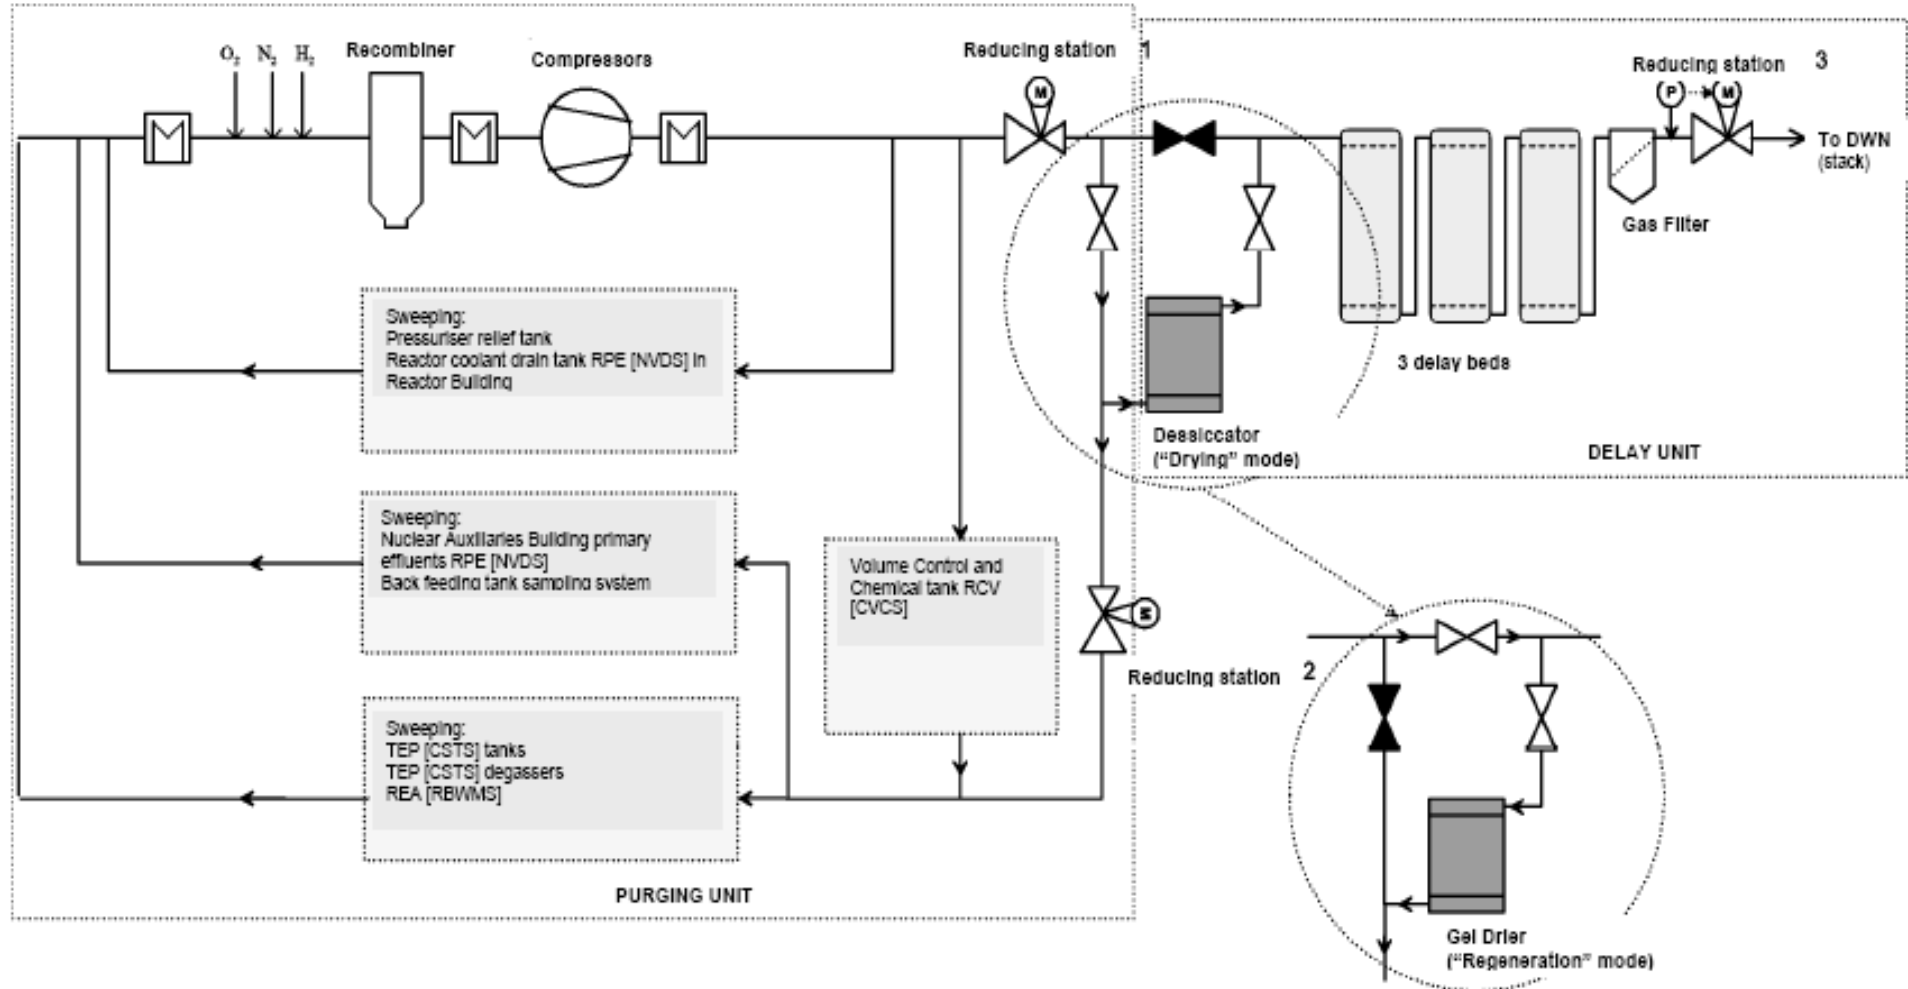 O₂ N₂ H₂
Recombiner
Compressors
Reducing station 1
Reducing station 3
P
M
M
To DWN
(stack)
Gas Filter
Sweeping:
Pressuriser relief tank
Reactor coolant drain tank RPE [NVDS] in
Reactor Building
3 delay beds
Dessiccator
("Drying" mode)
DELAY UNIT
Sweeping:
Nuclear Auxiliaries Building primary
effluents RPE [NVDS]
Back feeding tank sampling system
Volume Control and
Chemical tank RCV
[CVCS]
M
Reducing station 2
Sweeping:
TEP [CSTS] tanks
TEP [CSTS] degassers
REA [RBWMS]
PURGING UNIT
Gel Drier
("Regeneration" mode)